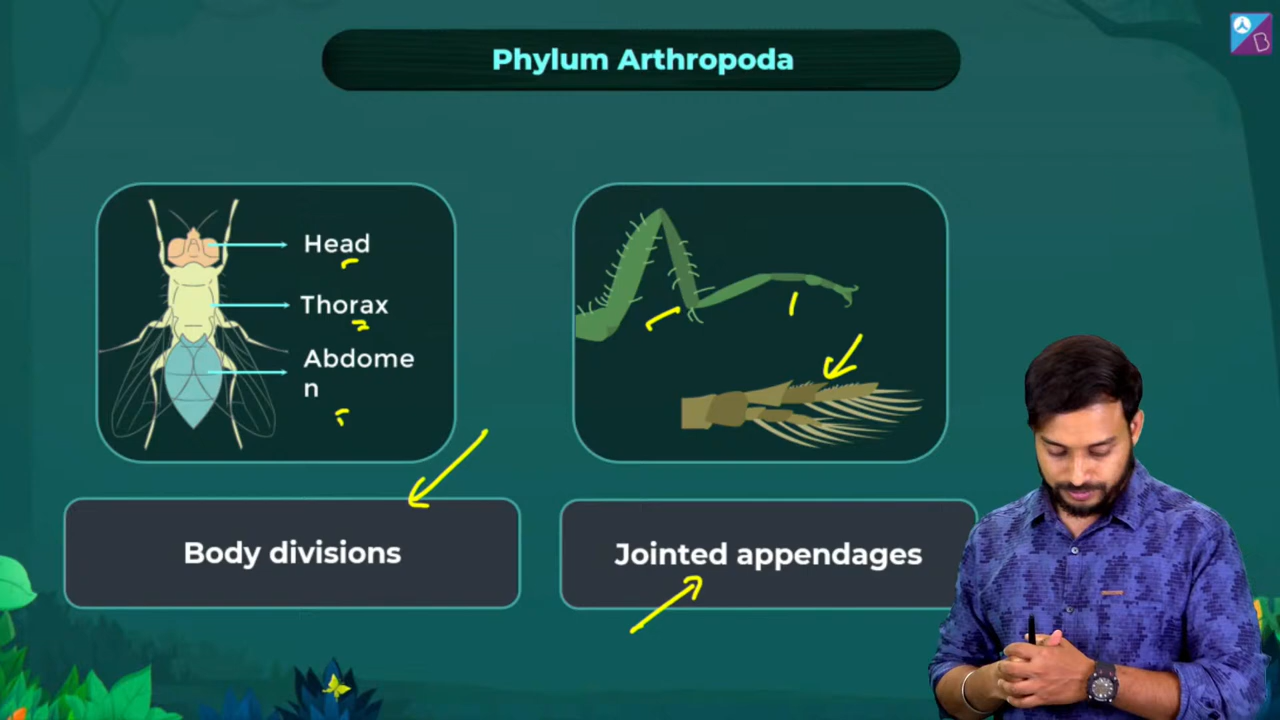 Phylum Arthropoda
Head
Thorax
Abdome
n
Body divisions
Jointed appendages
B